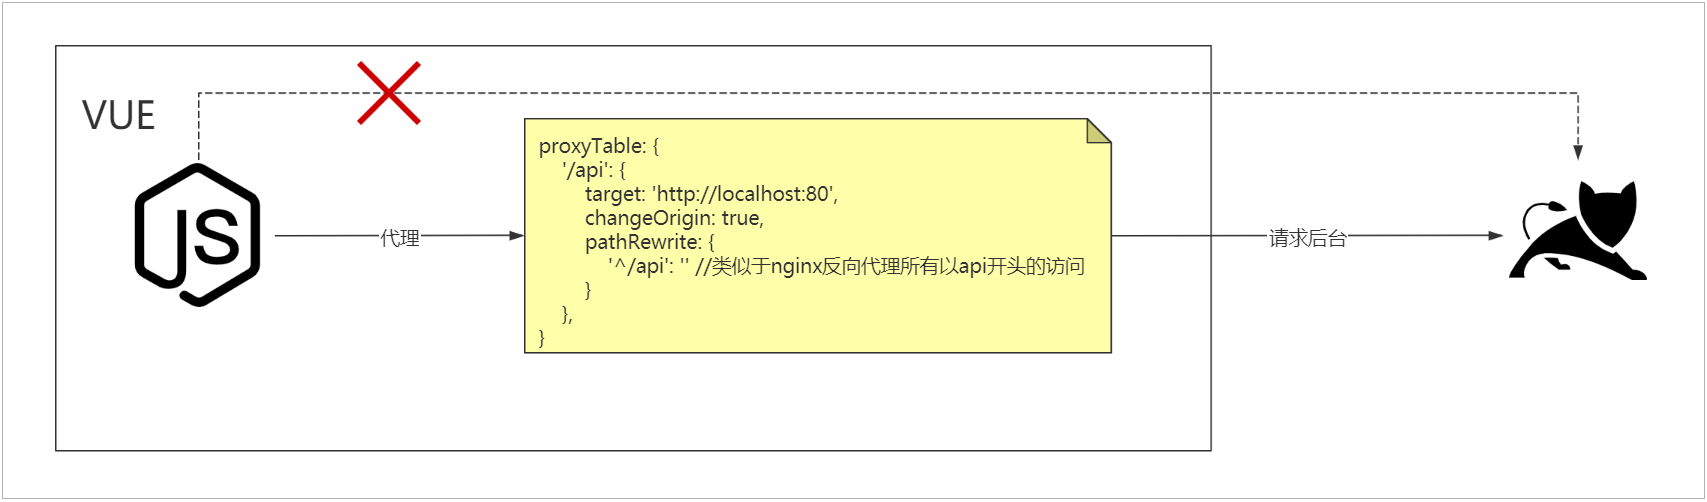 VUE
JS
代理
proxyTable: {
'/api': {
target: 'http://localhost:80',
changeOrigin: true,
pathRewrite: {
'^/api': '' //类似于nginx反向代理所有以api开头的访问
}
},
}
请求后台